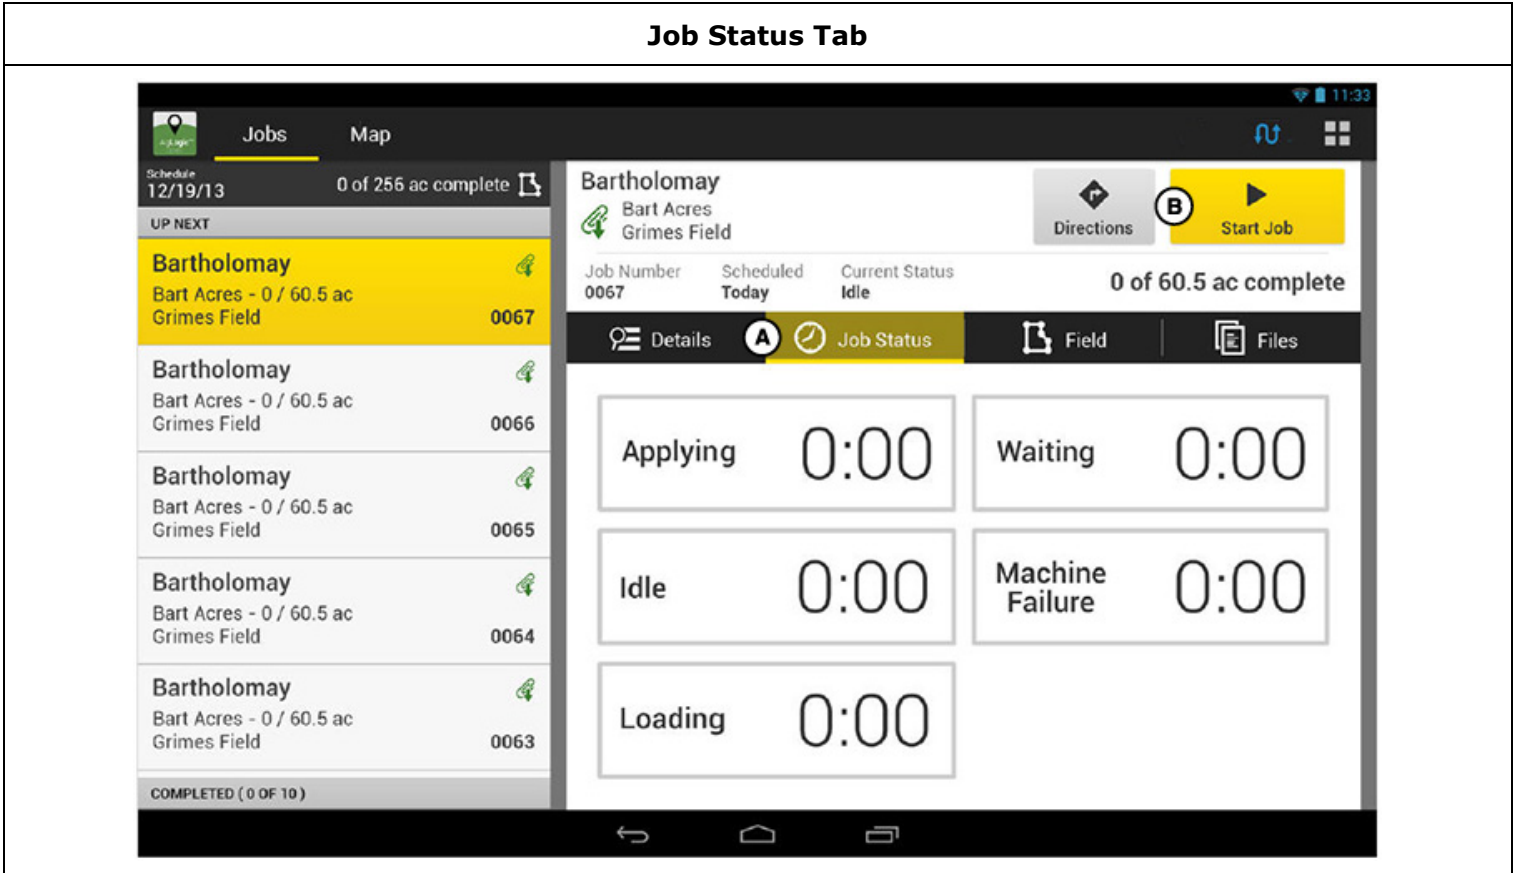 Job Status Tab
11:33
Jobs
Map
Schedule
12/19/13
0 of 256 ac complete
UP NEXT
Bartholomay
Bart Acres - 0 / 60.5 ac
Grimes Field
0067
Bartholomay
Bart Acres - 0 / 60.5 ac
Grimes Field
0066
Bartholomay
Bart Acres - 0 / 60.5 ac
Grimes Field
0065
Bartholomay
Bart Acres - 0 / 60.5 ac
Grimes Field
0064
Bartholomay
Bart Acres - 0 / 60.5 ac
Grimes Field
0063
COMPLETED ( 0 OF 10 )
Bartholomay
Bart Acres
Grimes Field
Directions
B
Start Job
Job Number
0067
Scheduled
Today
Current Status
Idle
0 of 60.5 ac complete
Details
A
Job Status
Field
Files
Applying 0:00
Waiting 0:00
Idle 0:00
Machine
Failure
0:00
Loading 0:00